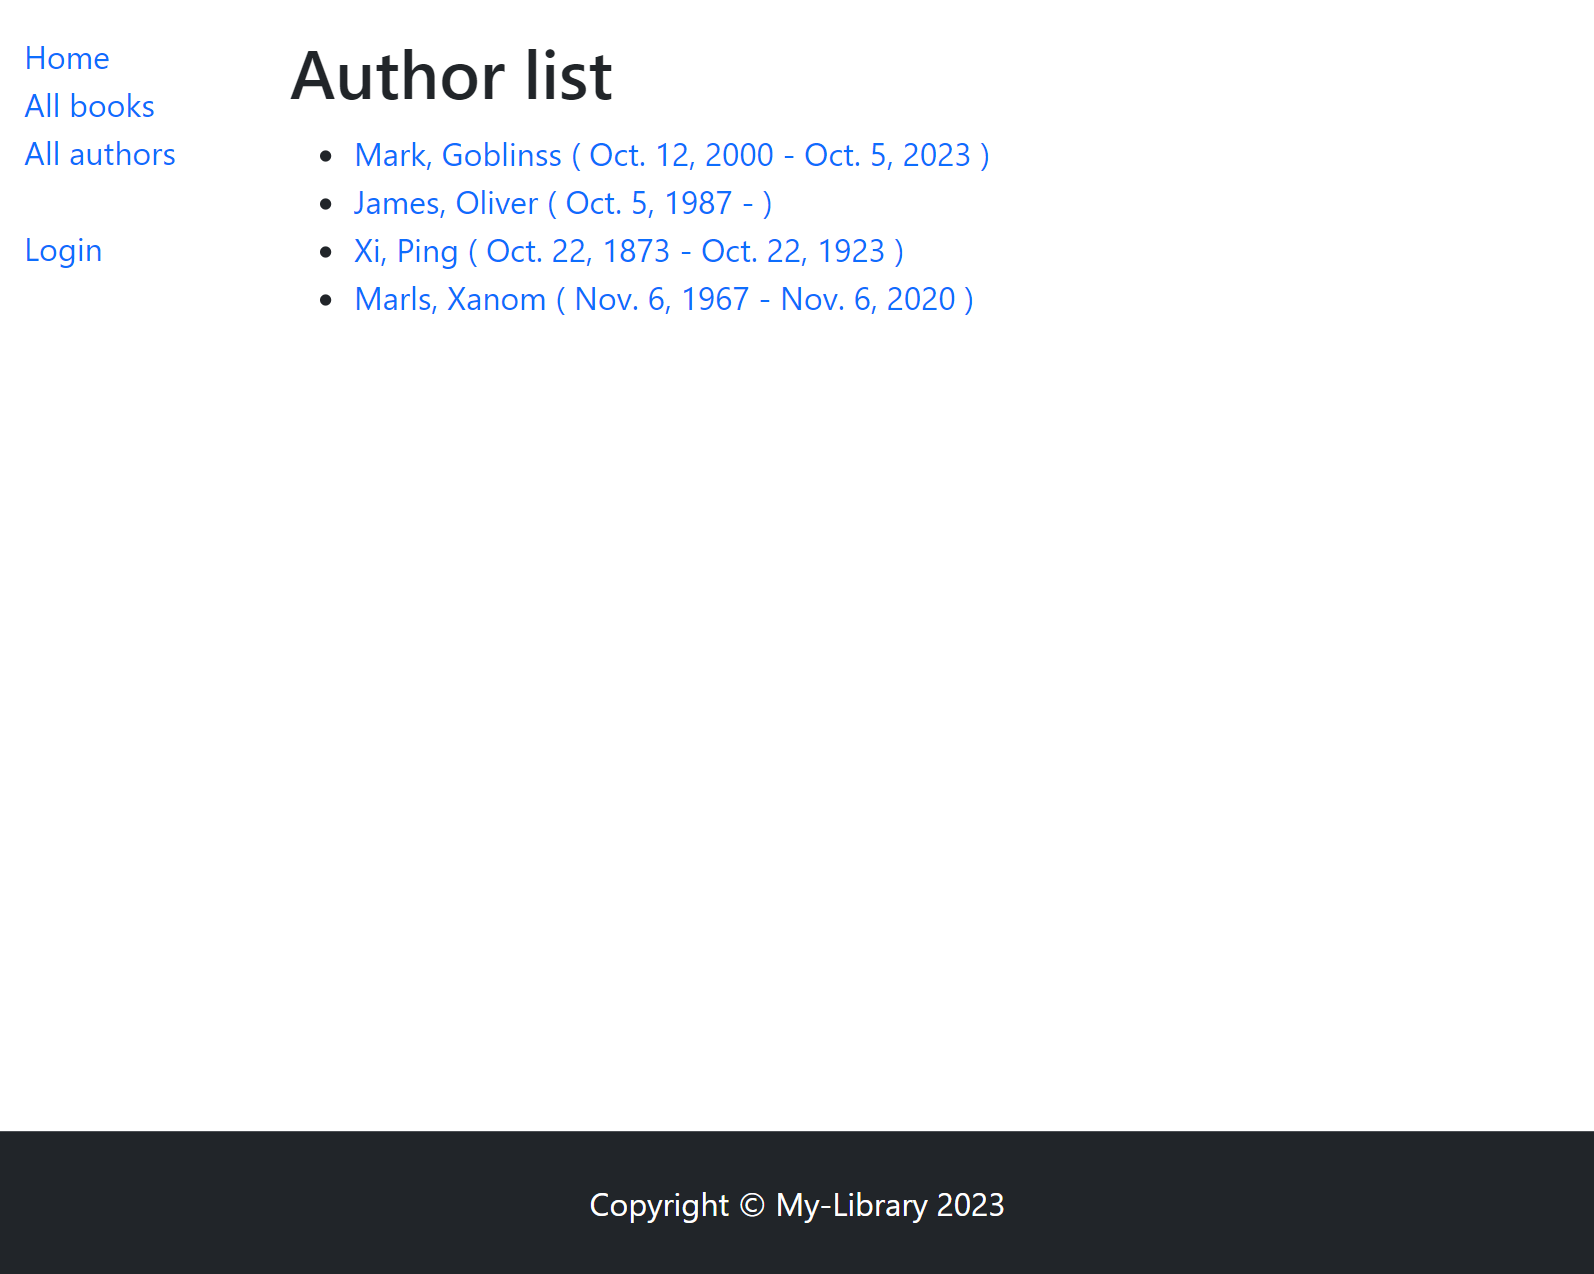 Home
All books
All authors
Login
Author list
Mark, Goblinss ( Oct. 12, 2000 - Oct. 5, 2023 )
James, Oliver ( Oct. 5, 1987 - )
Xi, Ping ( Oct. 22, 1873 - Oct. 22, 1923 )
Marls, Xanom ( Nov. 6, 1967 - Nov. 6, 2020 )
Copyright © My-Library 2023